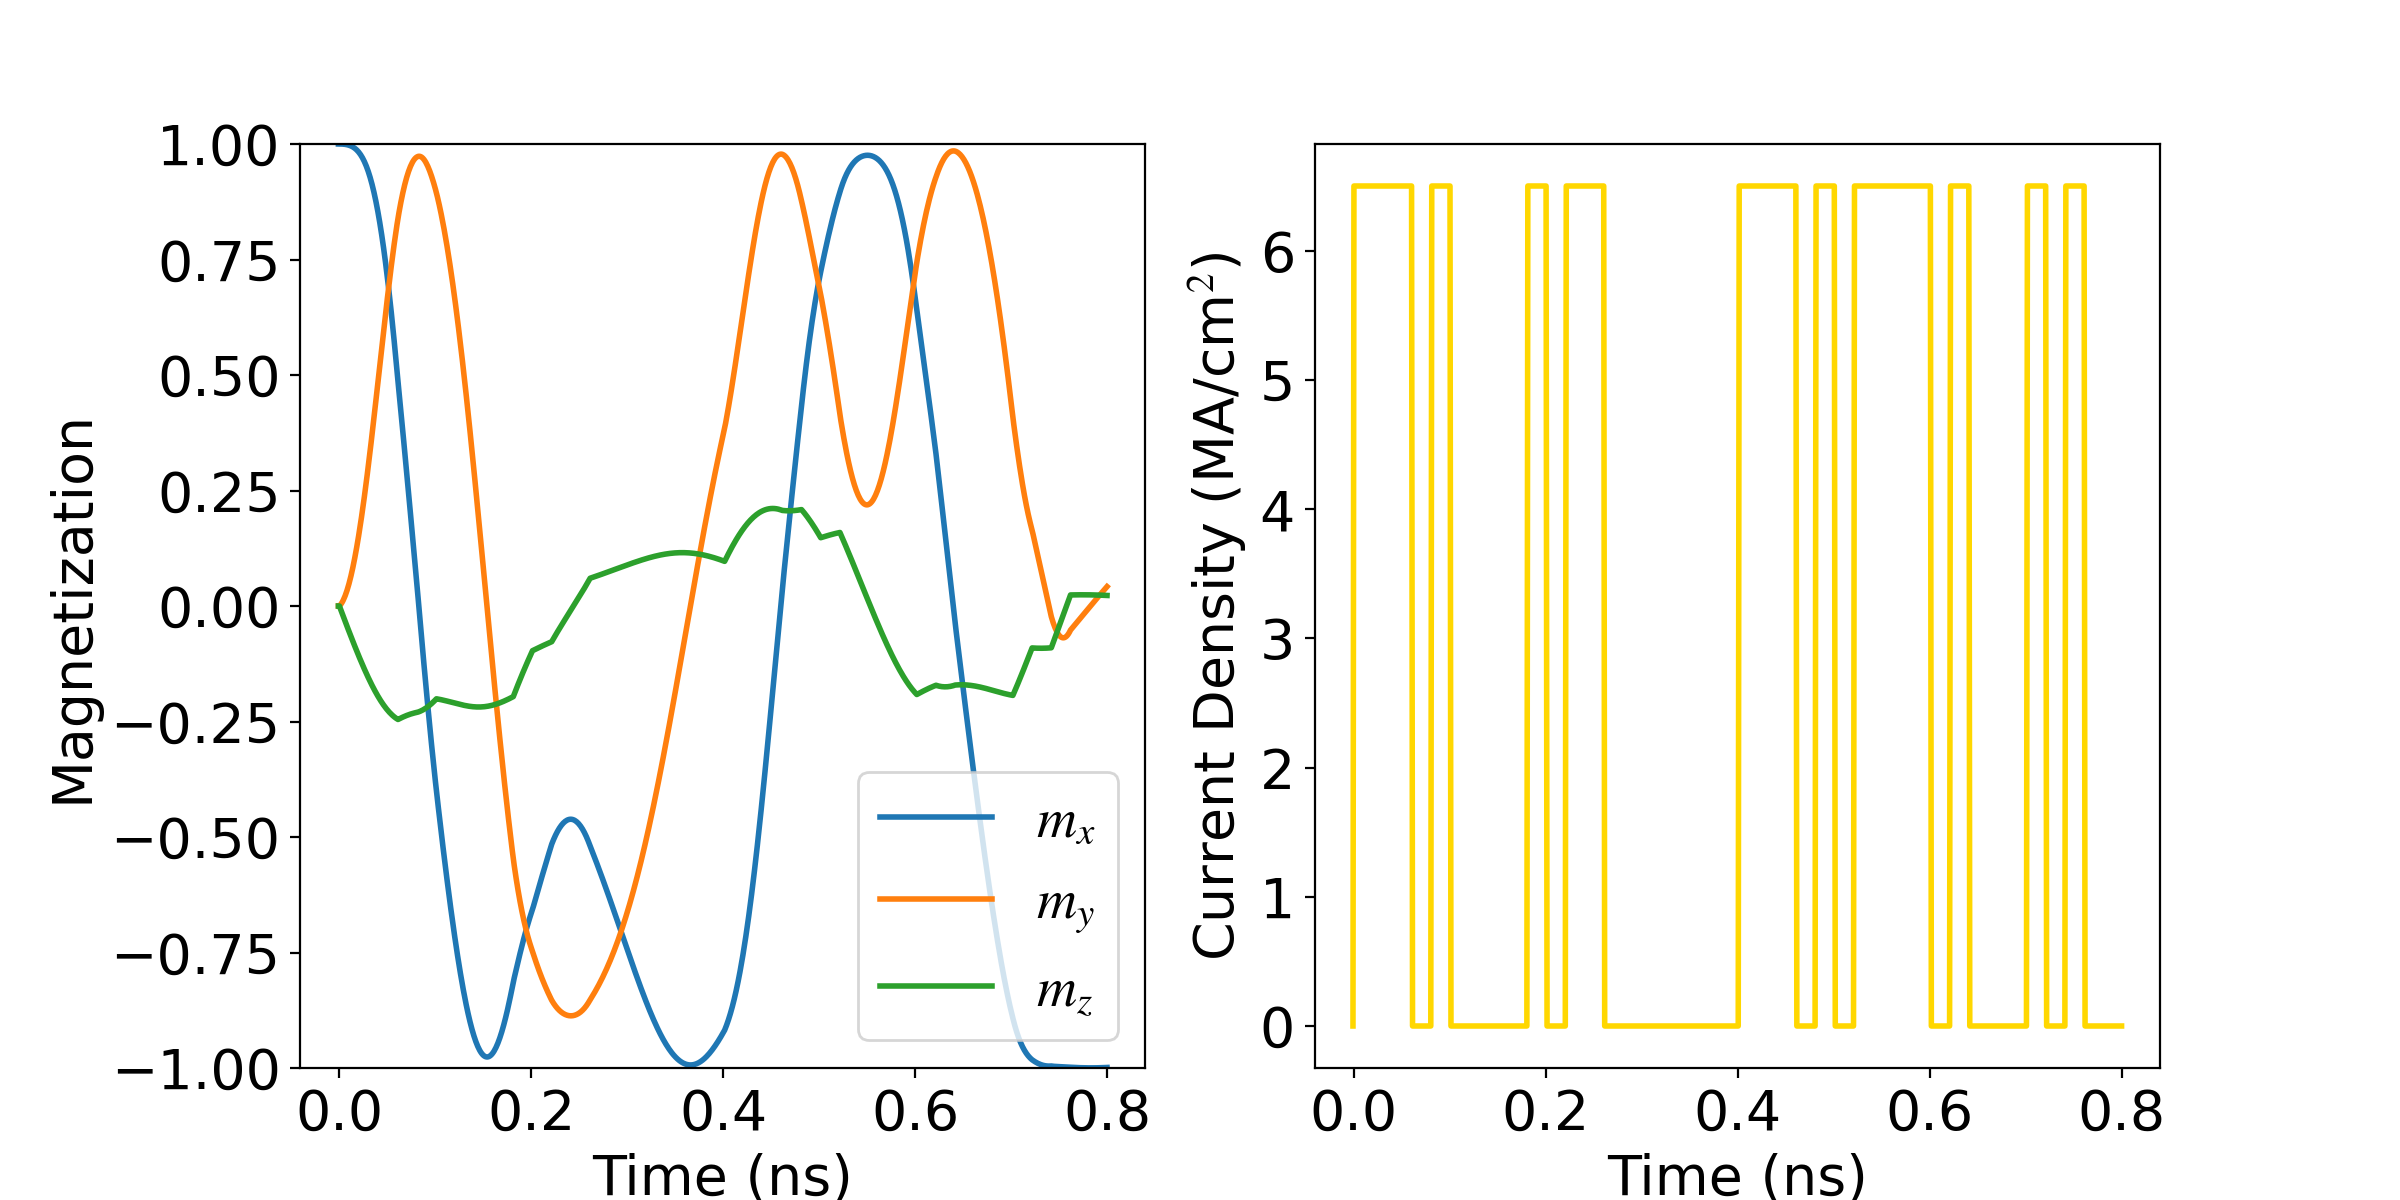 1.00
0.75
0.50
0.25
0.00
−0.25
−0.50
−0.75
−1.00
Magnetization
0.0 0.2 0.4 0.6 0.8
Time (ns)
m_x
m_y
m_z
6
5
4
3
2
1
0
Current Density (MA/cm²)
0.0 0.2 0.4 0.6 0.8
Time (ns)